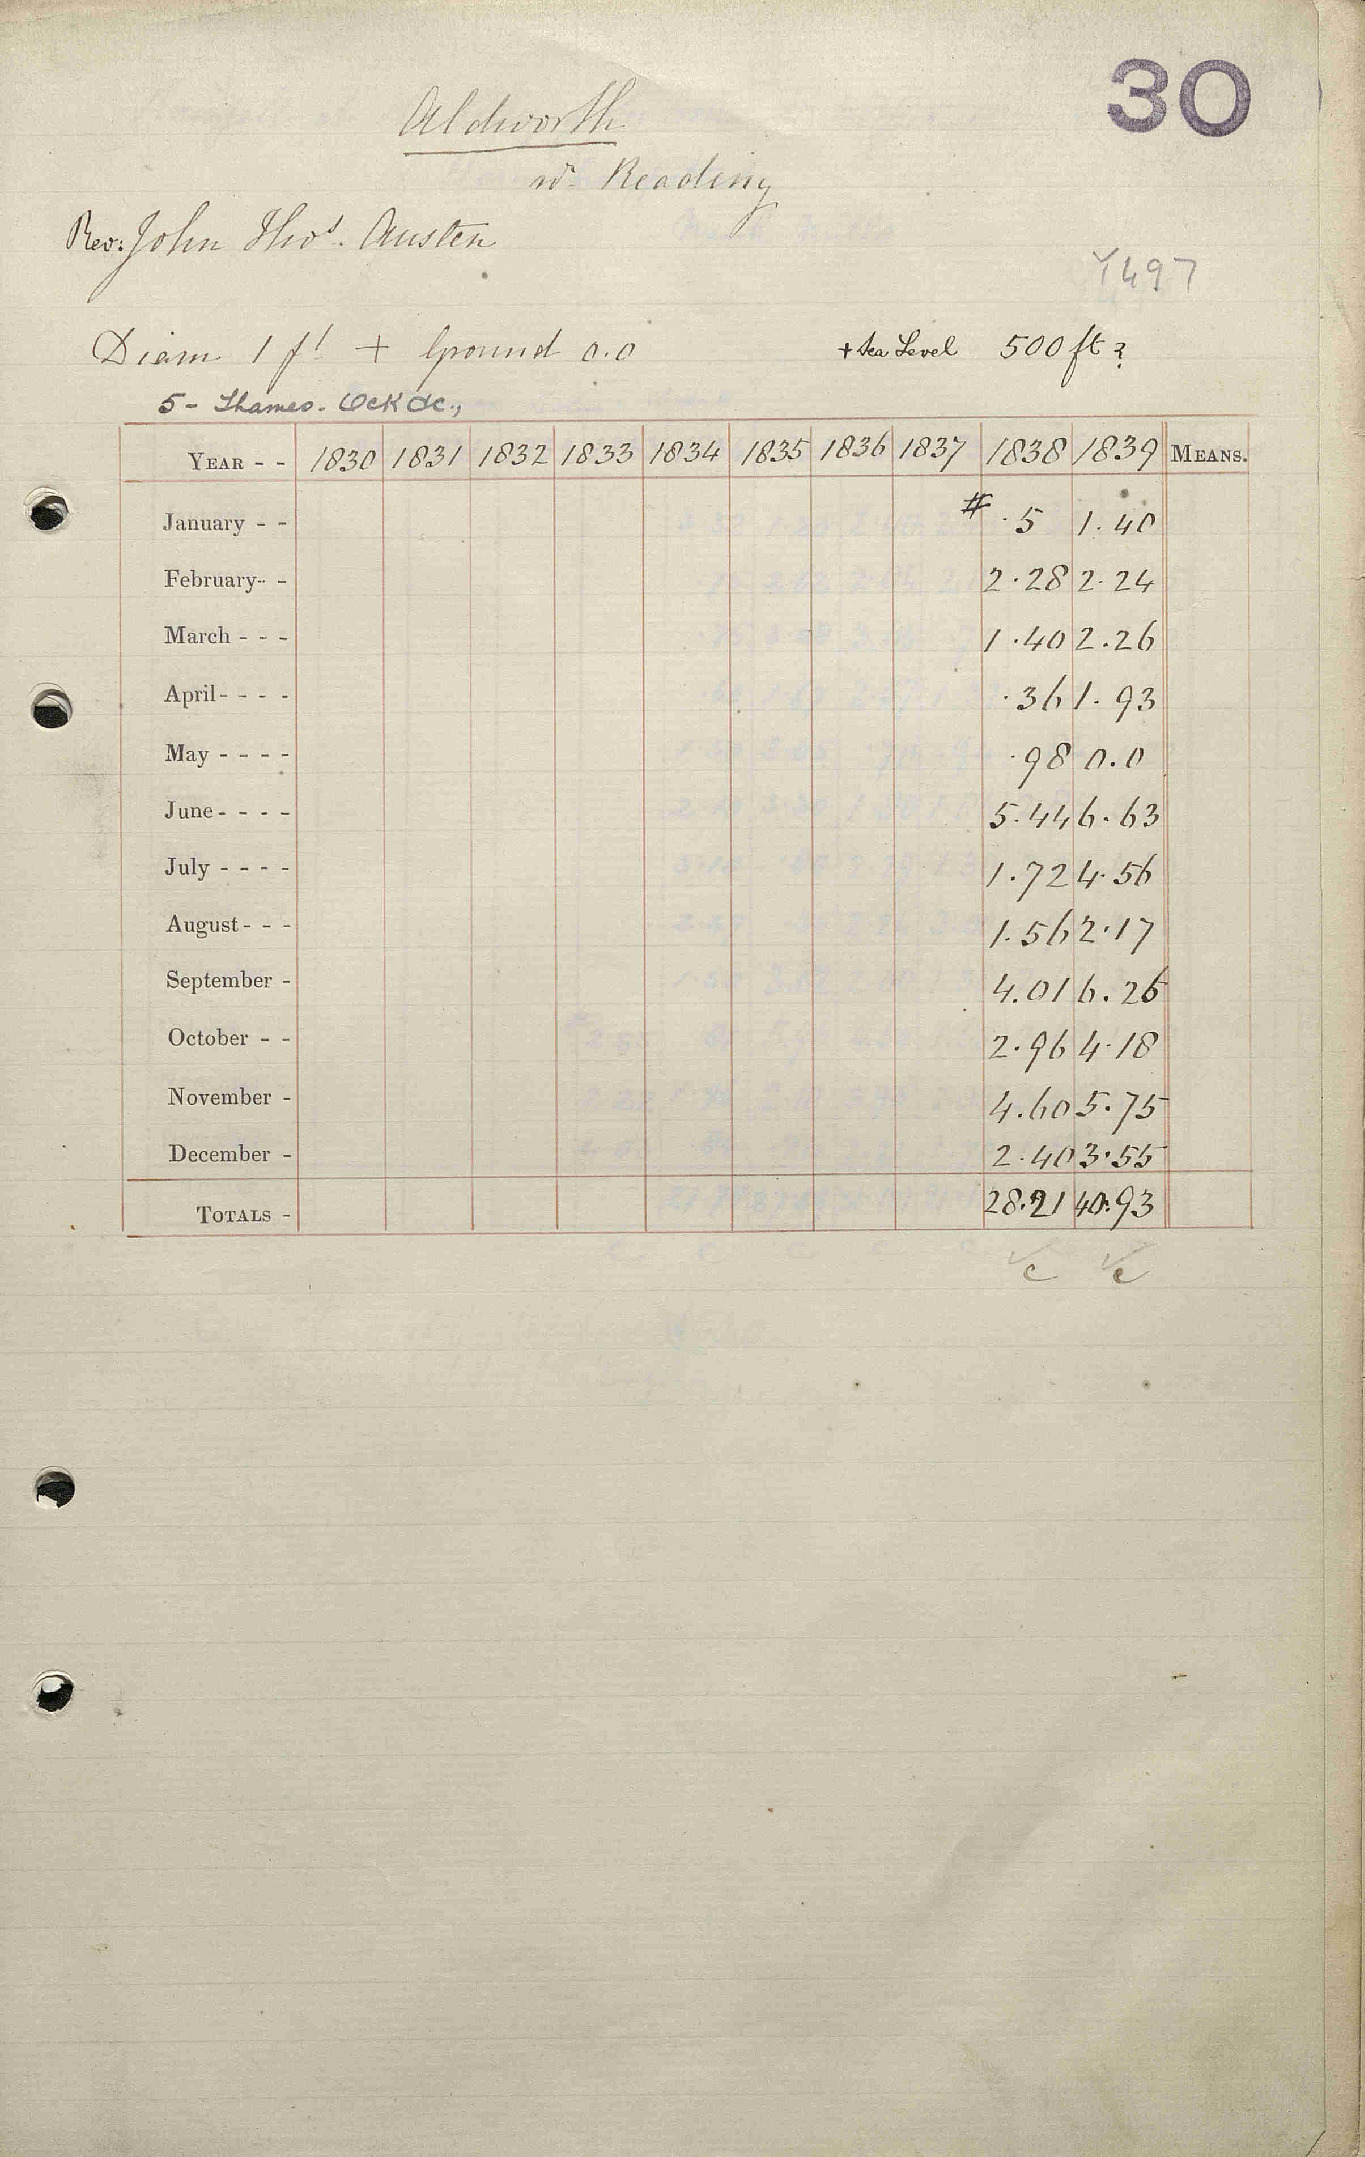 30
Aldworth
nr Reading
Rev: John Thos. Austen
Y497
Diam 1 ft + Ground 0.0 + Sea Level 500 ft ?
5 - Thames. Ock &c.,
YEAR - - 1830 1831 1832 1833 1834 1835 1836 1837 1838 1839 MEANS.
January - - # ·5 1.40
February - - 2.28 2.24
March - - - 1.40 2.26
April - - - - ·36 1.93
May - - - - ·98 0.0
June - - - - 5.44 6.63
July - - - - 1.72 4.56
August - - - 1.56 2.17
September - 4.01 6.26
October - - 2.96 4.18
November - 4.60 5.75
December - 2.40 3.55
TOTALS - 28.21 40.93
✓c ✓c